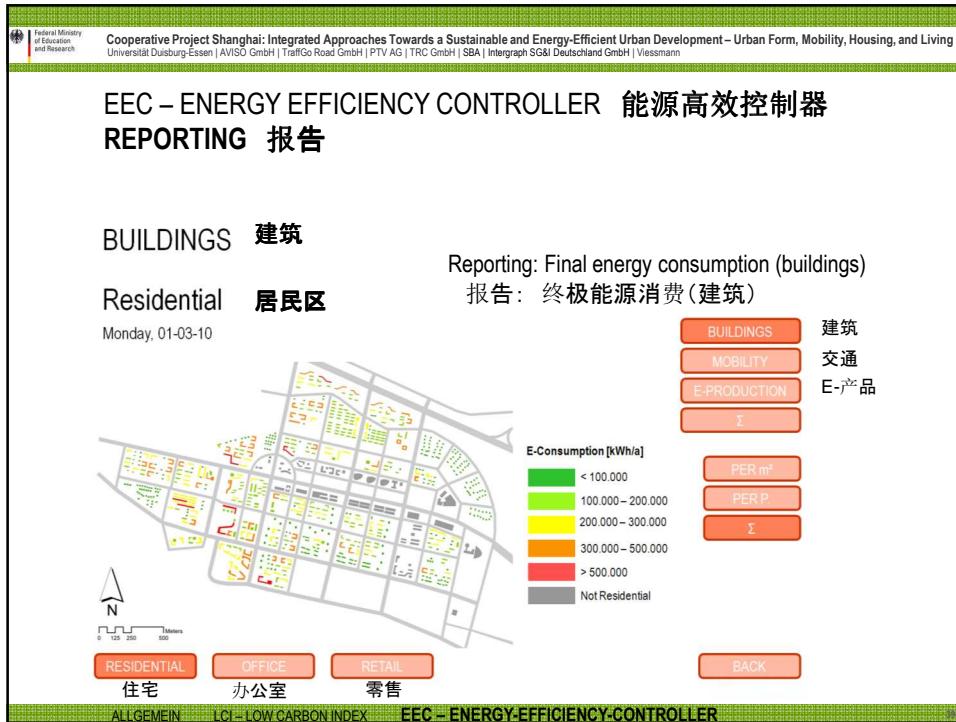 Federal Ministry
of Education
and Research
Cooperative Project Shanghai: Integrated Approaches Towards a Sustainable and Energy-Efficient Urban Development – Urban Form, Mobility, Housing, and Living
Universität Duisburg-Essen | AVISO GmbH | TraffGo Road GmbH | PTV AG | TRC GmbH | SBA | Intergraph SG&I Deutschland GmbH | Viessmann
EEC – ENERGY EFFICIENCY CONTROLLER 能源高效控制器
REPORTING 报告
BUILDINGS 建筑
Reporting: Final energy consumption (buildings)
报告: 终极能源消费(建筑)
Residential 居民区
Monday, 01-03-10
BUILDINGS 建筑
MOBILITY 交通
E-PRODUCTION E-产品
Σ
E-Consumption [kWh/a]
< 100.000
100.000 – 200.000
200.000 – 300.000
300.000 – 500.000
> 500.000
Not Residential
PER m²
PER P
Σ
N
Meters
0 125 250 500
RESIDENTIAL OFFICE RETAIL BACK
住宅 办公室 零售
ALLGEMEIN LCI – LOW CARBON INDEX EEC – ENERGY-EFFICIENCY-CONTROLLER